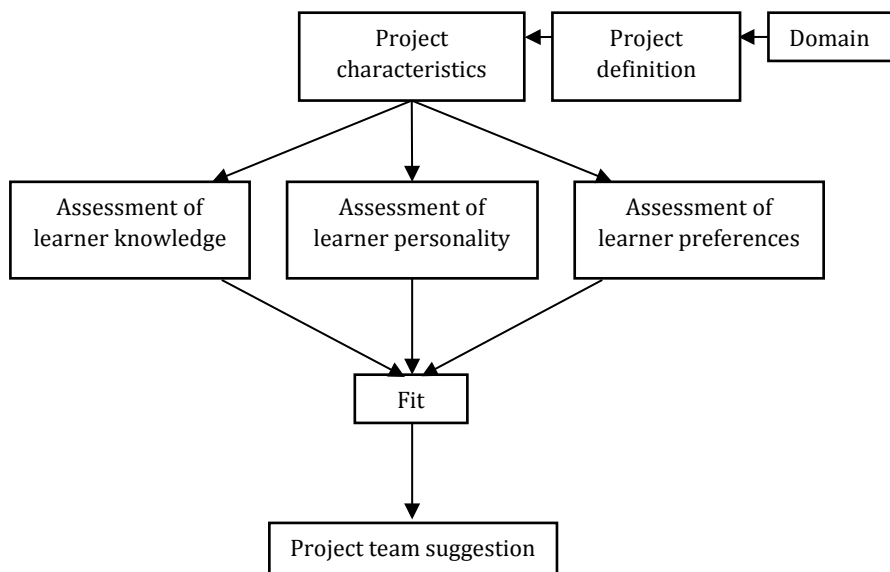 Project
characteristics
Project
definition
Domain
Assessment of
learner knowledge
Assessment of
learner personality
Assessment of
learner preferences
Fit
Project team suggestion